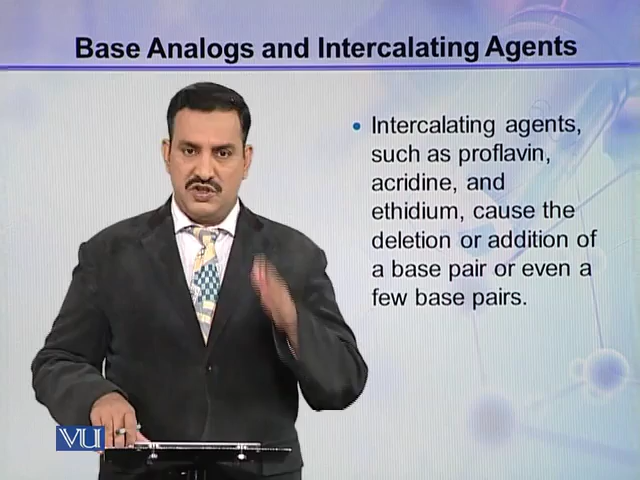 Base Analogs and Intercalating Agents
• Intercalating agents,
such as proflavin,
acridine, and
ethidium, cause the
deletion or addition of
a base pair or even a
few base pairs.
VU